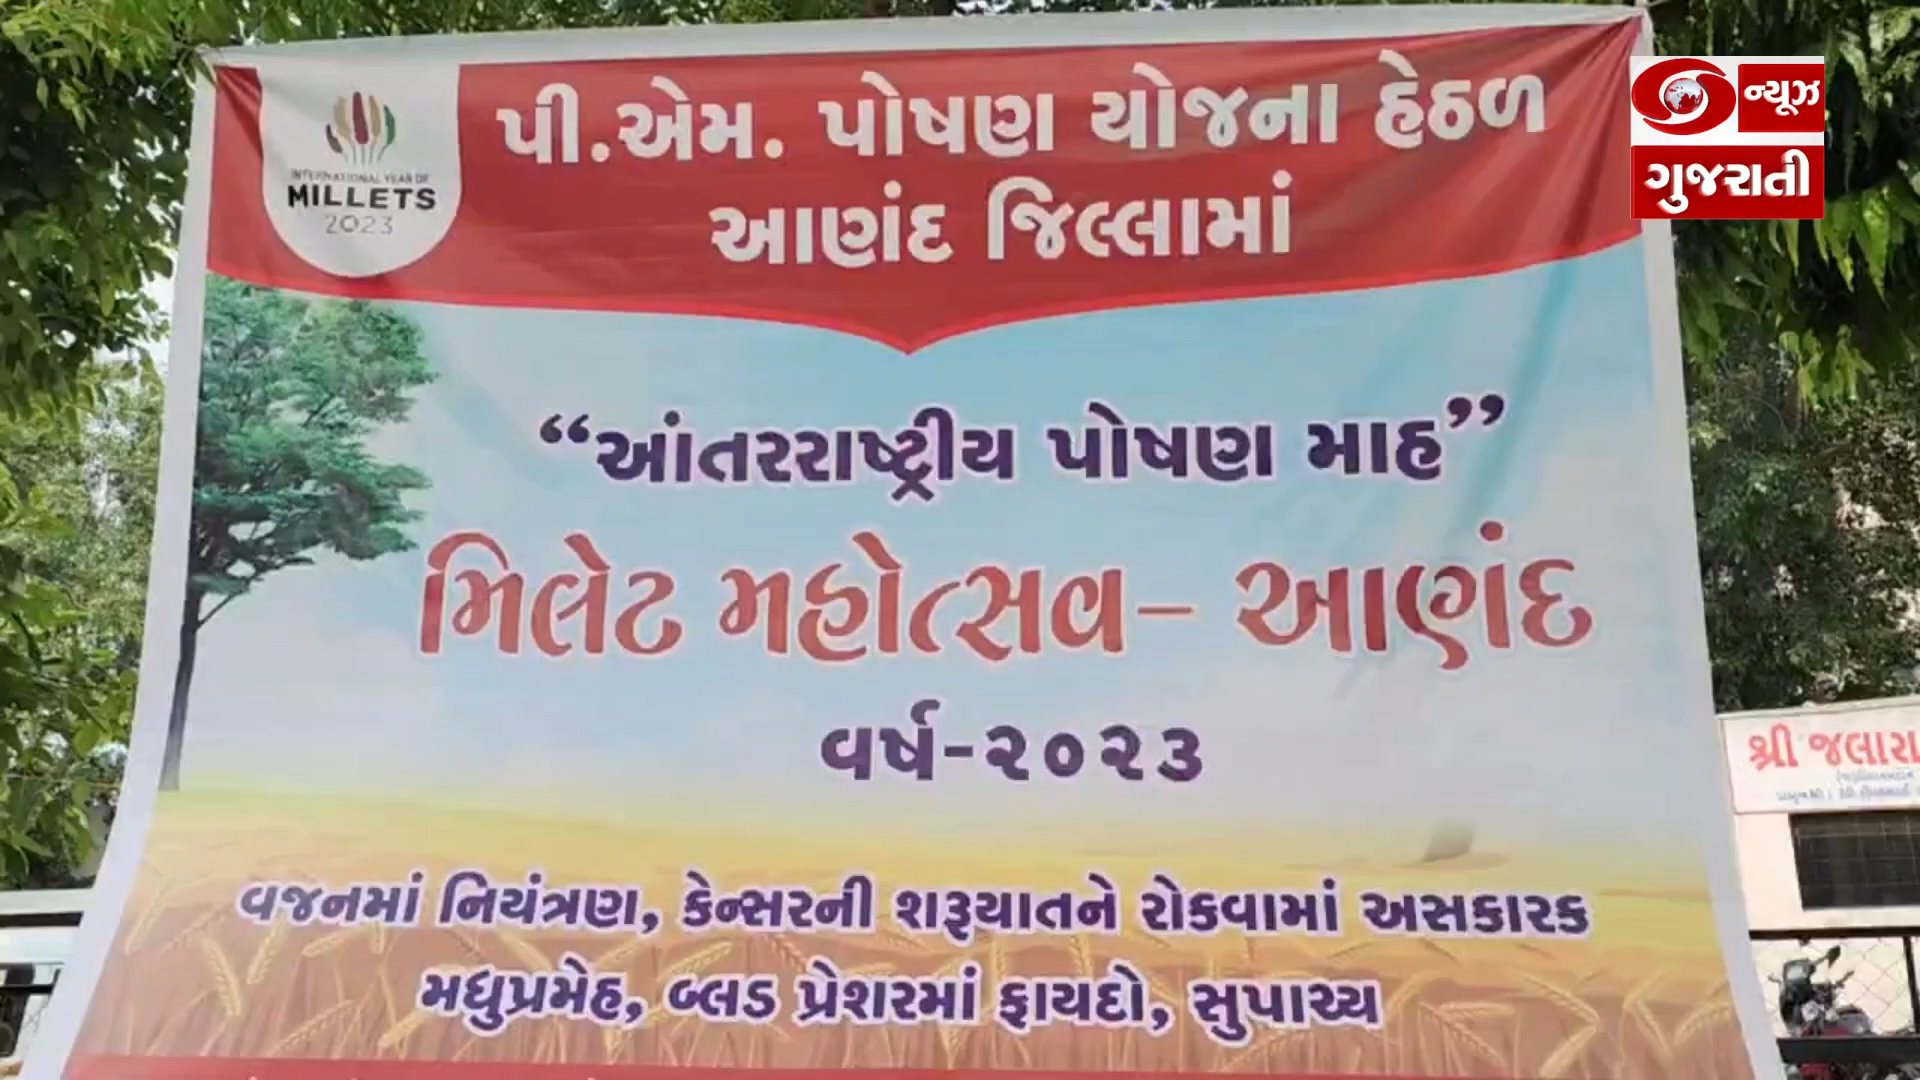 પી.એમ. પોષણ યોજના હેઠળ
આણંદ જિલ્લામાં
INTERNATIONAL YEAR OF
MILLETS
2023
ન્યૂઝ
ગુજરાતી
“આંતરરાષ્ટ્રીય પોષણ માહ”
મિલેટ મહોત્સવ– આણંદ
વર્ષ-૨૦૨૩
શ્રી જલારા
વજનમાં નિયંત્રણ, કેન્સરની શરૂયાતને રોકવામાં અસકારક
મધુપ્રમેહ, બ્લડ પ્રેશરમાં ફાયદો, સુપાચ્ય